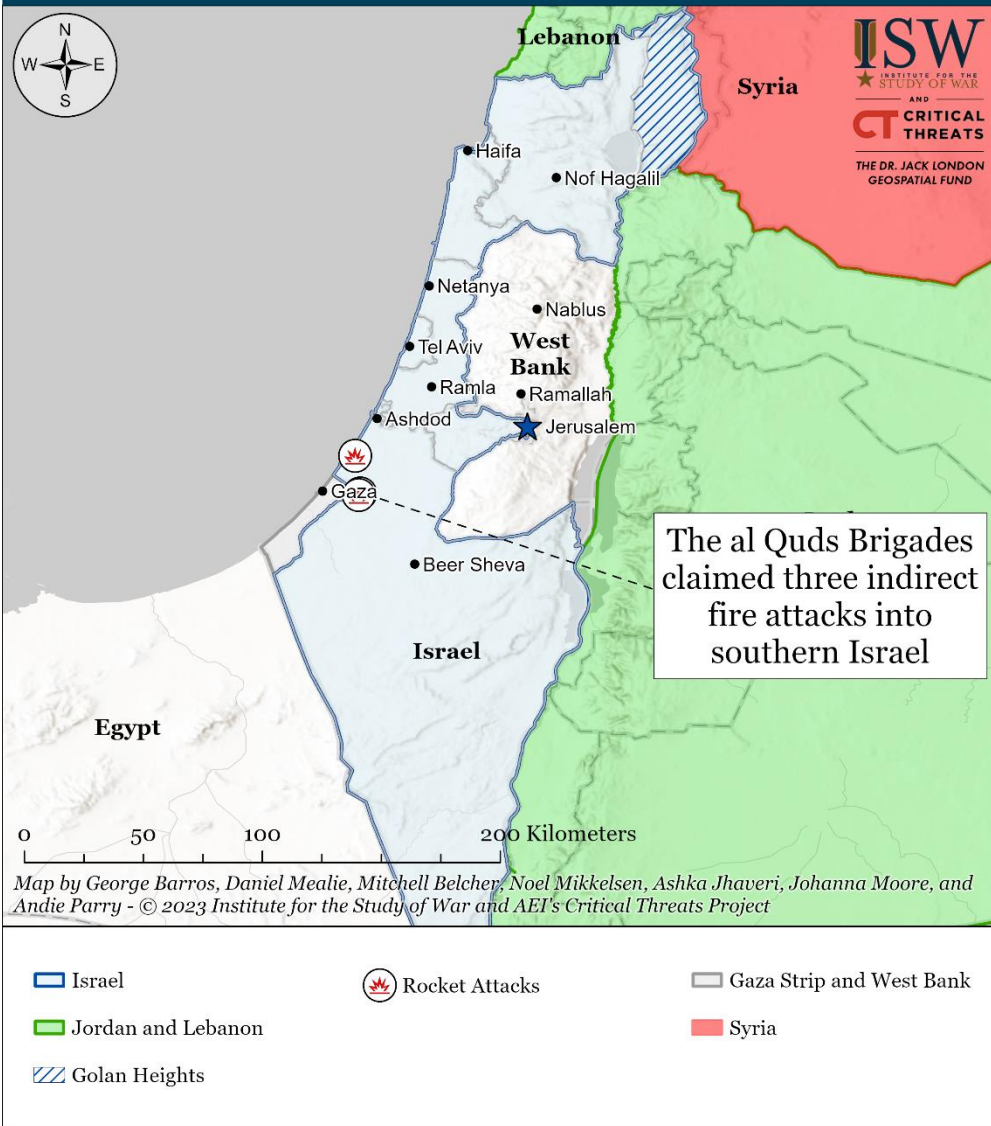 N
W E
S
Lebanon
Syria
ISW
INSTITUTE FOR THE
STUDY OF WAR
AND
CT CRITICAL
THREATS
THE DR. JACK LONDON
GEOSPATIAL FUND
Haifa
Nof Hagalil
Netanya
Nablus
West
Bank
Tel Aviv
Ramla
Ramallah
Ashdod
Jerusalem
Gaza
The al Quds Brigades
claimed three indirect
fire attacks into
southern Israel
Beer Sheva
Israel
Egypt
0 50 100 200 Kilometers
Map by George Barros, Daniel Mealie, Mitchell Belcher, Noel Mikkelsen, Ashka Jhaveri, Johanna Moore, and
Andie Parry - © 2023 Institute for the Study of War and AEI's Critical Threats Project
Israel
Rocket Attacks
Gaza Strip and West Bank
Jordan and Lebanon
Syria
Golan Heights